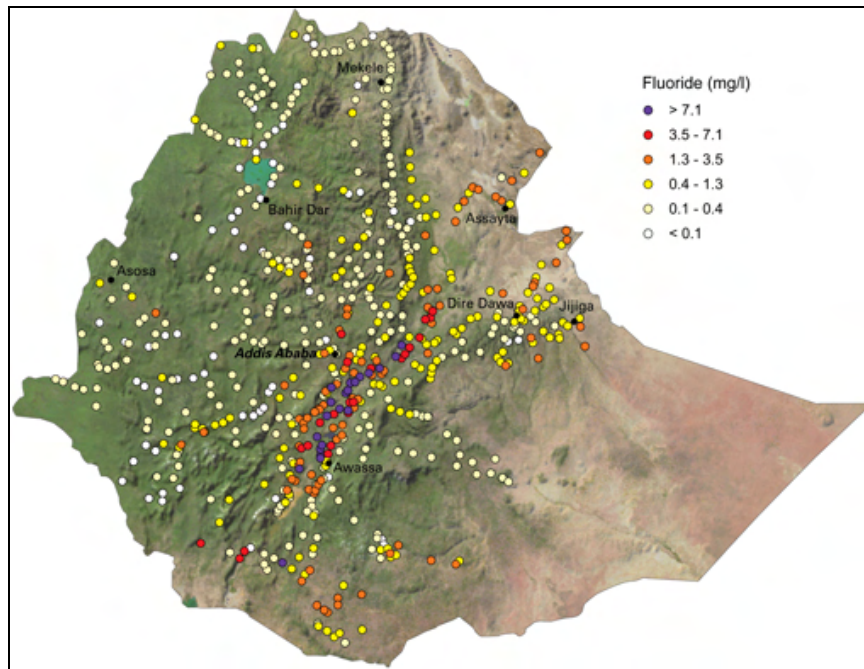 Mekele
Fluoride (mg/l)
> 7.1
3.5 - 7.1
1.3 - 3.5
0.4 - 1.3
0.1 - 0.4
< 0.1
Bahir Dar
Assayta
Asosa
Dire Dawa
Jijiga
Addis Ababa
Awassa